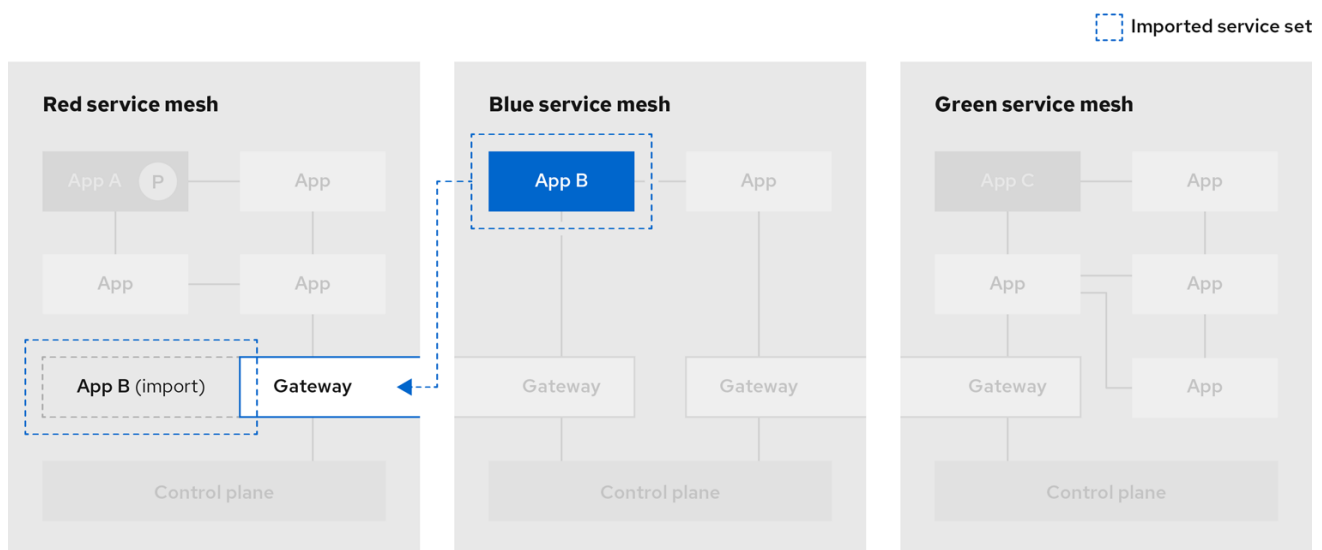 Imported service set
Red service mesh
Blue service mesh
Green service mesh
App A P App
App B App
App C App
App App
App App
App B (import) Gateway
Gateway Gateway
Gateway App
Control plane
Control plane
Control plane